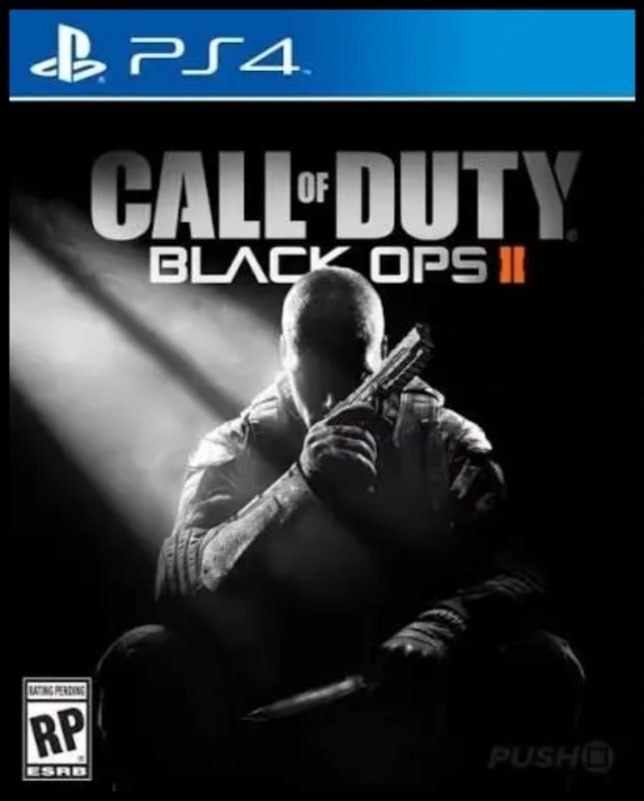 PS4
CALL OF DUTY®
BLACK OPS II
RATING PENDING
RP
ESRB
PUSH